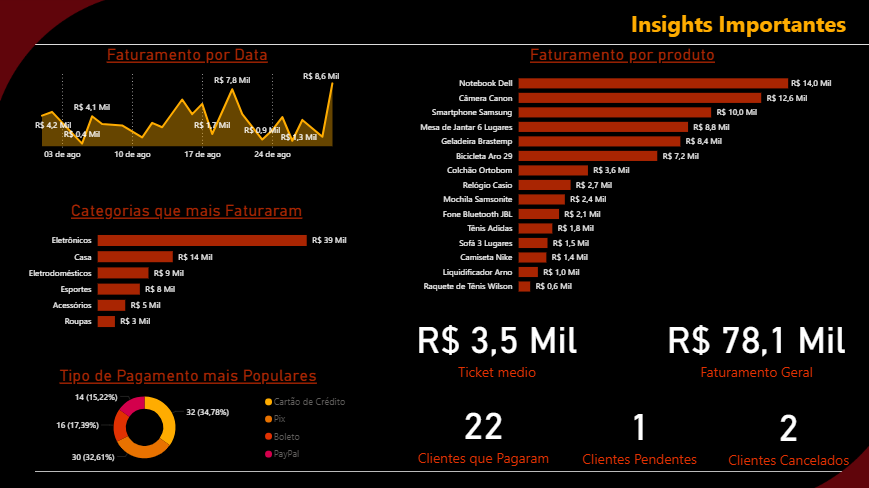 Insights Importantes
Faturamento por Data
R$ 8,6 Mil
R$ 7,8 Mil
R$ 4,1 Mil
R$ 4,2 Mil
R$ 0,4 Mil
R$ 1,7 Mil
R$ 0,9 Mil
R$ 1,3 Mil
03 de ago
10 de ago
17 de ago
24 de ago
Faturamento por produto
Notebook Dell R$ 14,0 Mil
Câmera Canon R$ 12,6 Mil
Smartphone Samsung R$ 10,0 Mil
Mesa de Jantar 6 Lugares R$ 8,8 Mil
Geladeira Brastemp R$ 8,4 Mil
Bicicleta Aro 29 R$ 7,2 Mil
Colchão Ortobom R$ 3,6 Mil
Relógio Casio R$ 2,7 Mil
Mochila Samsonite R$ 2,4 Mil
Fone Bluetooth JBL R$ 2,1 Mil
Tênis Adidas R$ 1,8 Mil
Sofá 3 Lugares R$ 1,5 Mil
Camiseta Nike R$ 1,4 Mil
Liquidificador Arno R$ 1,0 Mil
Raquete de Tênis Wilson R$ 0,6 Mil
Categorias que mais Faturaram
Eletrônicos R$ 39 Mil
Casa R$ 14 Mil
Eletrodomésticos R$ 9 Mil
Esportes R$ 8 Mil
Acessórios R$ 5 Mil
Roupas R$ 3 Mil
Tipo de Pagamento mais Populares
14 (15,22%)
32 (34,78%)
16 (17,39%)
30 (32,61%)
Cartão de Crédito
Pix
Boleto
PayPal
R$ 3,5 Mil
Ticket medio
R$ 78,1 Mil
Faturamento Geral
22
Clientes que Pagaram
1
Clientes Pendentes
2
Clientes Cancelados